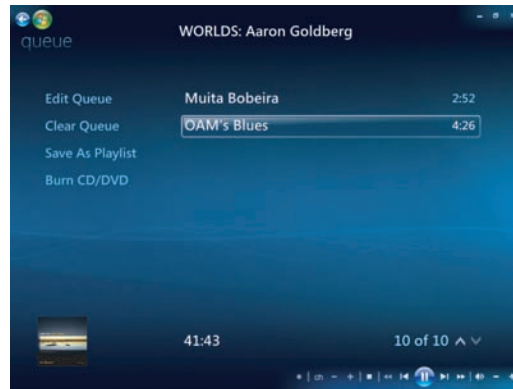 WORLDS: Aaron Goldberg
queue
Edit Queue
Muita Bobeira 2:52
Clear Queue
OAM's Blues 4:26
Save As Playlist
Burn CD/DVD
41:43 10 of 10
ch